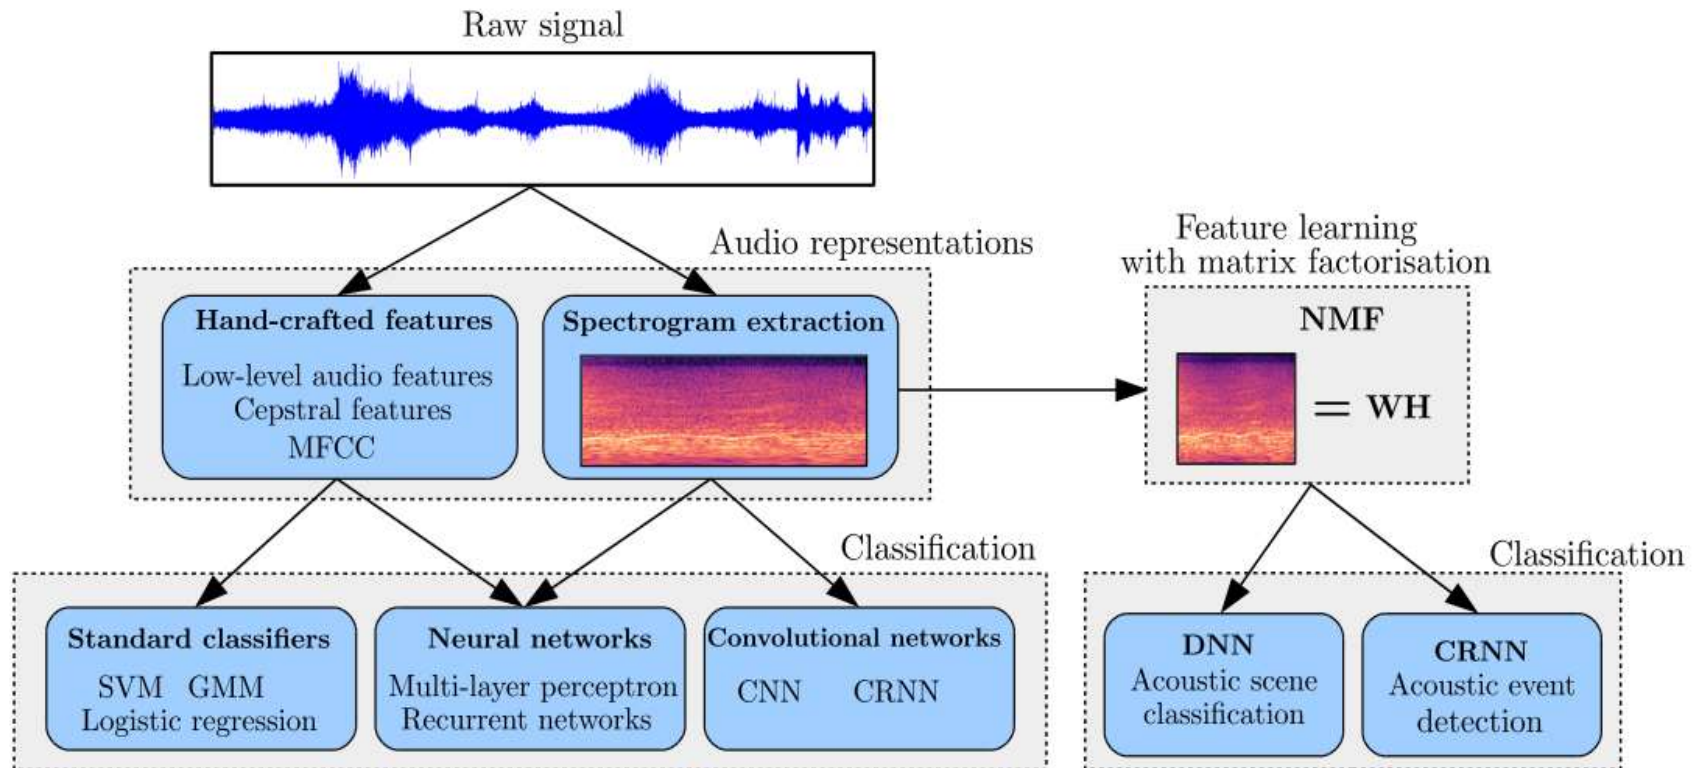 Raw signal
Audio representations
Feature learning
with matrix factorisation
Hand-crafted features
Low-level audio features
Cepstral features
MFCC
Spectrogram extraction
NMF
= WH
Classification
Standard classifiers
SVM GMM
Logistic regression
Neural networks
Multi-layer perceptron
Recurrent networks
Convolutional networks
CNN CRNN
Classification
DNN
Acoustic scene
classification
CRNN
Acoustic event
detection